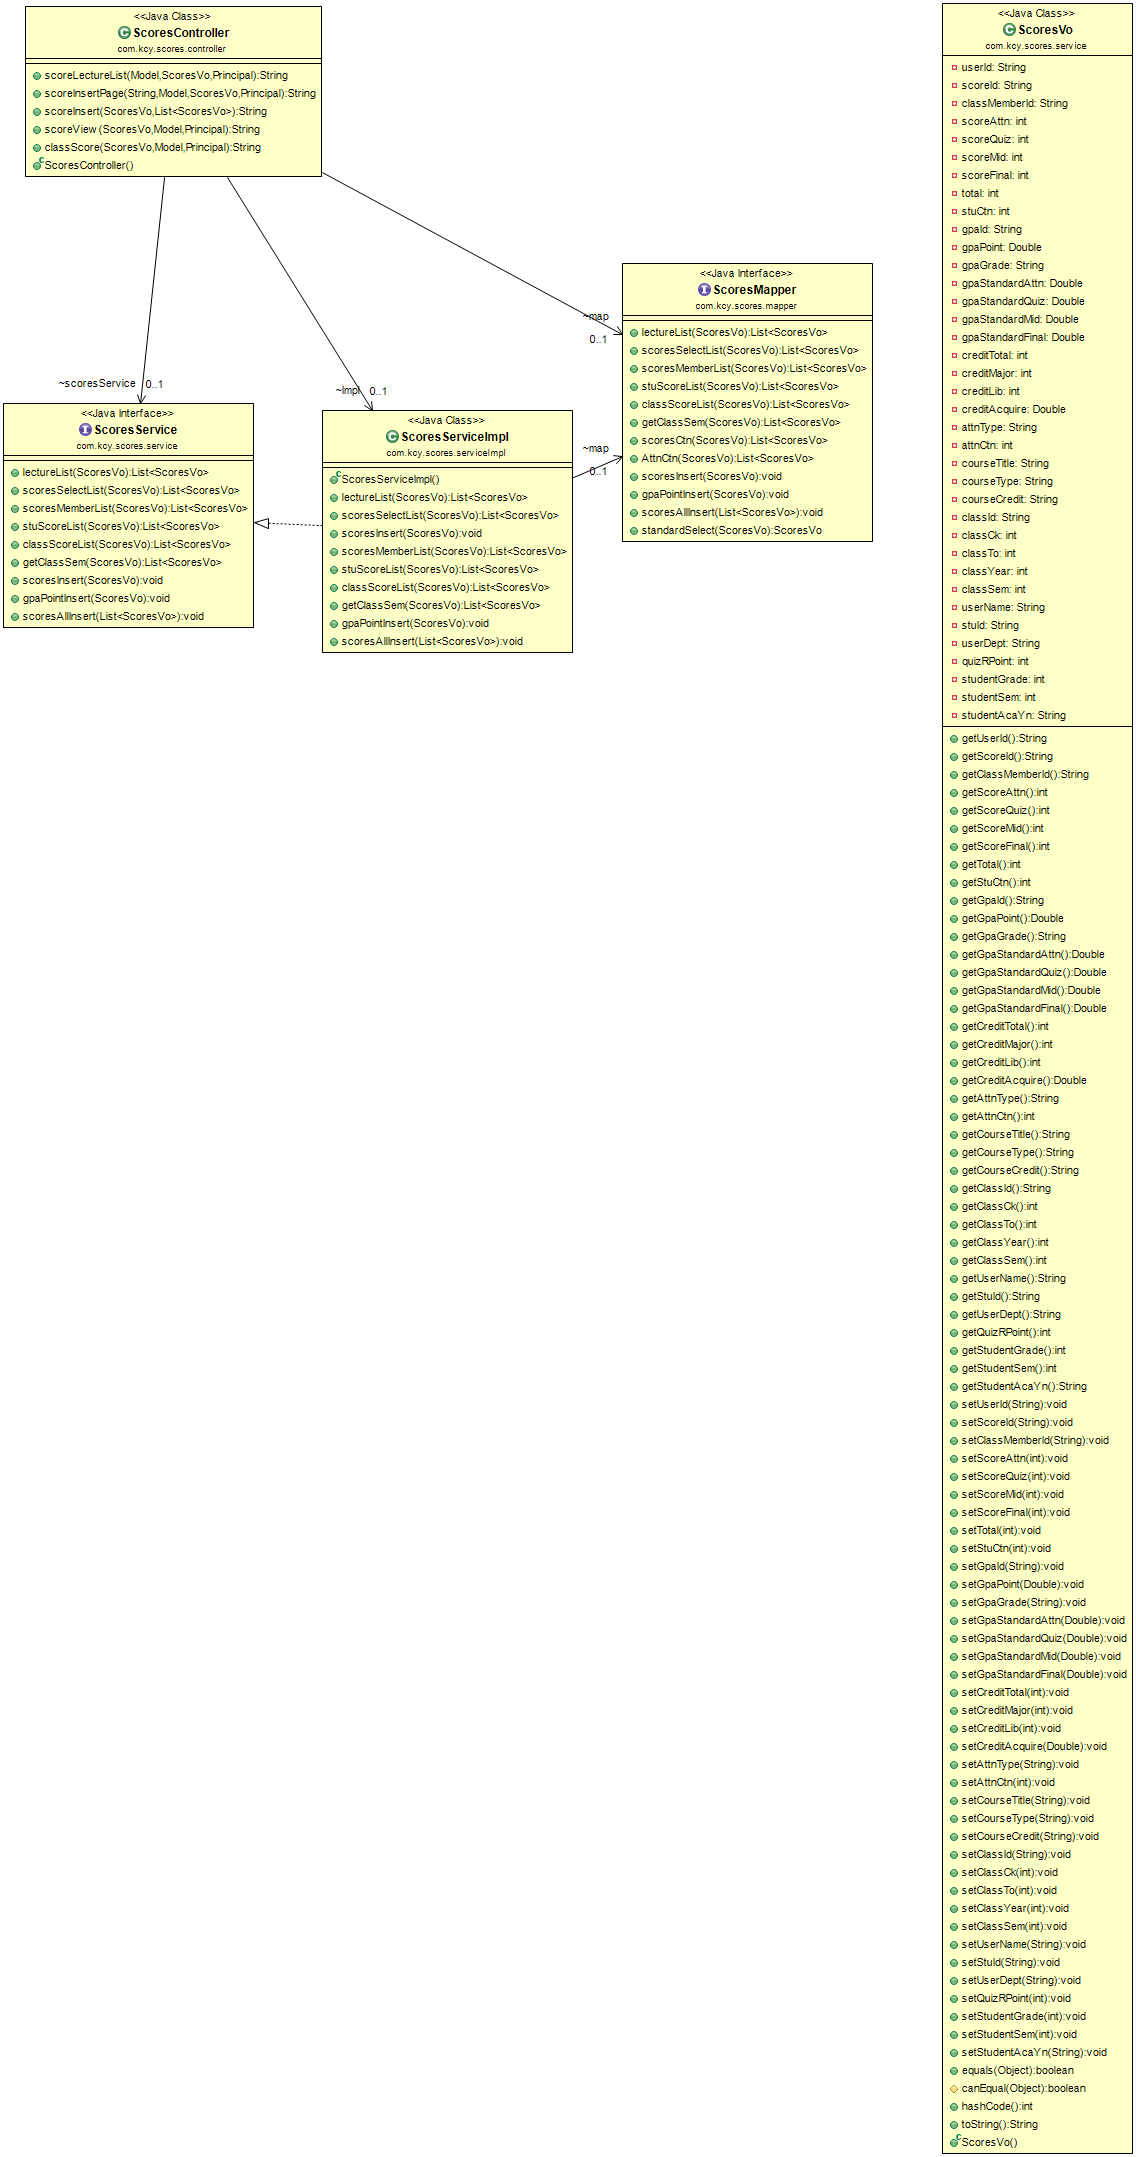 <<Java Class>>
ScoresController
com.kcy.scores.controller
scoreLectureList(Model,ScoresVo,Principal):String
scoreInsertPage(String,Model,ScoresVo,Principal):String
scoreInsert(ScoresVo,List<ScoresVo>):String
scoreView (ScoresVo,Model,Principal):String
classScore(ScoresVo,Model,Principal):String
ScoresController()
~scoresService 0..1
~Impl 0..1
~map
0..1
<<Java Interface>>
ScoresService
com.kcy.scores.service
lectureList(ScoresVo):List<ScoresVo>
scoresSelectList(ScoresVo):List<ScoresVo>
scoresMemberList(ScoresVo):List<ScoresVo>
stuScoreList(ScoresVo):List<ScoresVo>
classScoreList(ScoresVo):List<ScoresVo>
getClassSem(ScoresVo):List<ScoresVo>
scoresInsert(ScoresVo):void
gpaPointInsert(ScoresVo):void
scoresAllInsert(List<ScoresVo>):void
<<Java Class>>
ScoresServiceImpl
com.kcy.scores.serviceImpl
ScoresServiceImpl()
lectureList(ScoresVo):List<ScoresVo>
scoresSelectList(ScoresVo):List<ScoresVo>
scoresInsert(ScoresVo):void
scoresMemberList(ScoresVo):List<ScoresVo>
stuScoreList(ScoresVo):List<ScoresVo>
classScoreList(ScoresVo):List<ScoresVo>
getClassSem(ScoresVo):List<ScoresVo>
gpaPointInsert(ScoresVo):void
scoresAllInsert(List<ScoresVo>):void
~map
0..1
<<Java Interface>>
ScoresMapper
com.kcy.scores.mapper
lectureList(ScoresVo):List<ScoresVo>
scoresSelectList(ScoresVo):List<ScoresVo>
scoresMemberList(ScoresVo):List<ScoresVo>
stuScoreList(ScoresVo):List<ScoresVo>
classScoreList(ScoresVo):List<ScoresVo>
getClassSem(ScoresVo):List<ScoresVo>
scoresCtn(ScoresVo):List<ScoresVo>
AttnCtn(ScoresVo):List<ScoresVo>
scoresInsert(ScoresVo):void
gpaPointInsert(ScoresVo):void
scoresAllInsert(List<ScoresVo>):void
standardSelect(ScoresVo):ScoresVo
<<Java Class>>
ScoresVo
com.kcy.scores.service
userId: String
scoreId: String
classMemberId: String
scoreAttn: int
scoreQuiz: int
scoreMid: int
scoreFinal: int
total: int
stuCtn: int
gpaId: String
gpaPoint: Double
gpaGrade: String
gpaStandardAttn: Double
gpaStandardQuiz: Double
gpaStandardMid: Double
gpaStandardFinal: Double
creditTotal: int
creditMajor: int
creditLib: int
creditAcquire: Double
attnType: String
attnCtn: int
courseTitle: String
courseType: String
courseCredit: String
classId: String
classCk: int
classTo: int
classYear: int
classSem: int
userName: String
stuId: String
userDept: String
quizRPoint: int
studentGrade: int
studentSem: int
studentAcaYn: String
getUserId():String
getScoreId():String
getClassMemberId():String
getScoreAttn():int
getScoreQuiz():int
getScoreMid():int
getScoreFinal():int
getTotal():int
getStuCtn():int
getGpaId():String
getGpaPoint():Double
getGpaGrade():String
getGpaStandardAttn():Double
getGpaStandardQuiz():Double
getGpaStandardMid():Double
getGpaStandardFinal():Double
getCreditTotal():int
getCreditMajor():int
getCreditLib():int
getCreditAcquire():Double
getAttnType():String
getAttnCtn():int
getCourseTitle():String
getCourseType():String
getCourseCredit():String
getClassId():String
getClassCk():int
getClassTo():int
getClassYear():int
getClassSem():int
getUserName():String
getStuId():String
getUserDept():String
getQuizRPoint():int
getStudentGrade():int
getStudentSem():int
getStudentAcaYn():String
setUserId(String):void
setScoreId(String):void
setClassMemberId(String):void
setScoreAttn(int):void
setScoreQuiz(int):void
setScoreMid(int):void
setScoreFinal(int):void
setTotal(int):void
setStuCtn(int):void
setGpaId(String):void
setGpaPoint(Double):void
setGpaGrade(String):void
setGpaStandardAttn(Double):void
setGpaStandardQuiz(Double):void
setGpaStandardMid(Double):void
setGpaStandardFinal(Double):void
setCreditTotal(int):void
setCreditMajor(int):void
setCreditLib(int):void
setCreditAcquire(Double):void
setAttnType(String):void
setAttnCtn(int):void
setCourseTitle(String):void
setCourseType(String):void
setCourseCredit(String):void
setClassId(String):void
setClassCk(int):void
setClassTo(int):void
setClassYear(int):void
setClassSem(int):void
setUserName(String):void
setStuId(String):void
setUserDept(String):void
setQuizRPoint(int):void
setStudentGrade(int):void
setStudentSem(int):void
setStudentAcaYn(String):void
equals(Object):boolean
canEqual(Object):boolean
hashCode():int
toString():String
ScoresVo()